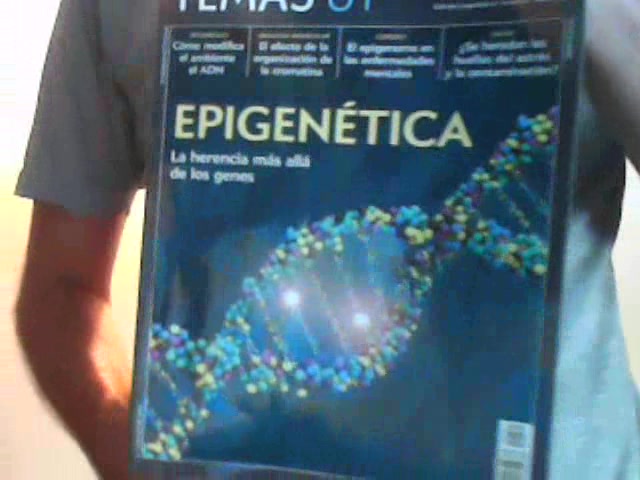 TEMAS 81
Cómo modifica
el ambiente
el ADN
El efecto de la
organización de
la cromatina
El epigenoma en
las enfermedades
mentales
¿Se heredan las
huellas del estrés
y la contaminación?
EPIGENÉTICA
La herencia más allá
de los genes